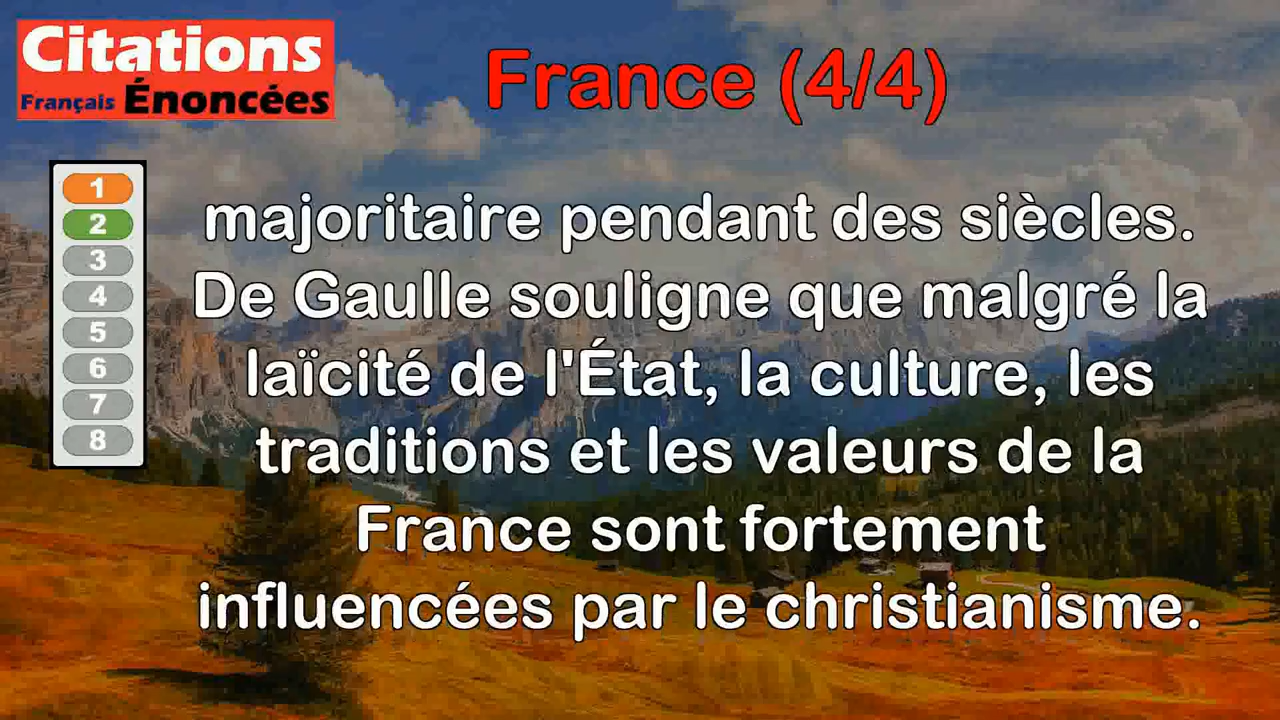 Citations
Français Énoncées
France (4/4)
1
2
3
4
5
6
7
8
majoritaire pendant des siècles.
De Gaulle souligne que malgré la
laïcité de l'État, la culture, les
traditions et les valeurs de la
France sont fortement
influencées par le christianisme.